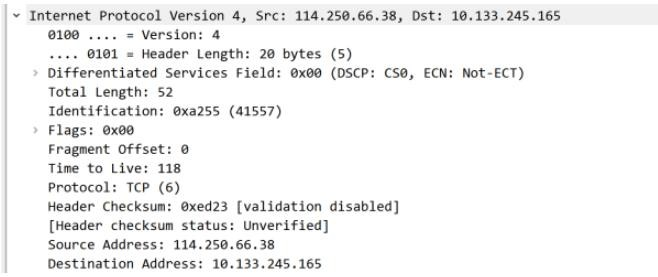 Internet Protocol Version 4, Src: 114.250.66.38, Dst: 10.133.245.165
0100 .... = Version: 4
.... 0101 = Header Length: 20 bytes (5)
Differentiated Services Field: 0x00 (DSCP: CS0, ECN: Not-ECT)
Total Length: 52
Identification: 0xa255 (41557)
Flags: 0x00
Fragment Offset: 0
Time to Live: 118
Protocol: TCP (6)
Header Checksum: 0xed23 [validation disabled]
[Header checksum status: Unverified]
Source Address: 114.250.66.38
Destination Address: 10.133.245.165